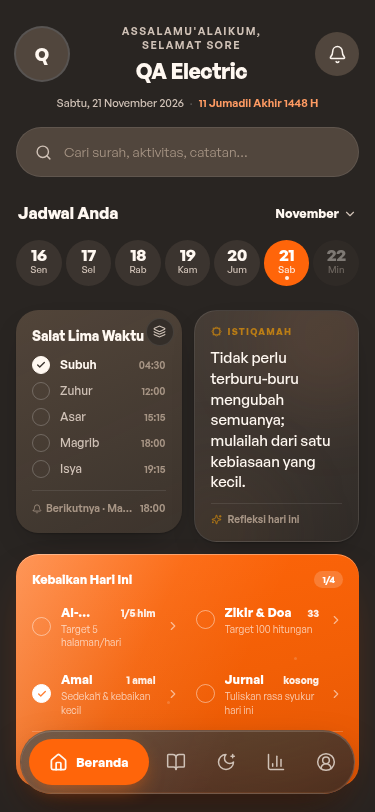 Q
ASSALAMU'ALAIKUM,
SELAMAT SORE
QA Electric
Sabtu, 21 November 2026 · 11 Jumadil Akhir 1448 H
Cari surah, aktivitas, catatan...
Jadwal Anda
November
16 17 18 19 20 21 22
Sen Sel Rab Kam Jum Sab Min
Salat Lima Waktu
Subuh 04:30
Zuhur 12:00
Asar 15:15
Magrib 18:00
Isya 19:15
Berikutnya · Ma... 18:00
ISTIQAMAH
Tidak perlu
terburu-buru
mengubah
semuanya;
mulailah dari satu
kebiasaan yang
kecil.
Refleksi hari ini
Kebaikan Hari Ini 1/4
Al-... 1/5 hlm
Target 5
halaman/hari
Zikir & Doa 33
Target 100 hitungan
Amal 1 amal
Sedekah & kebaikan
kecil
Jurnal kosong
Tuliskan rasa syukur
hari ini
Beranda